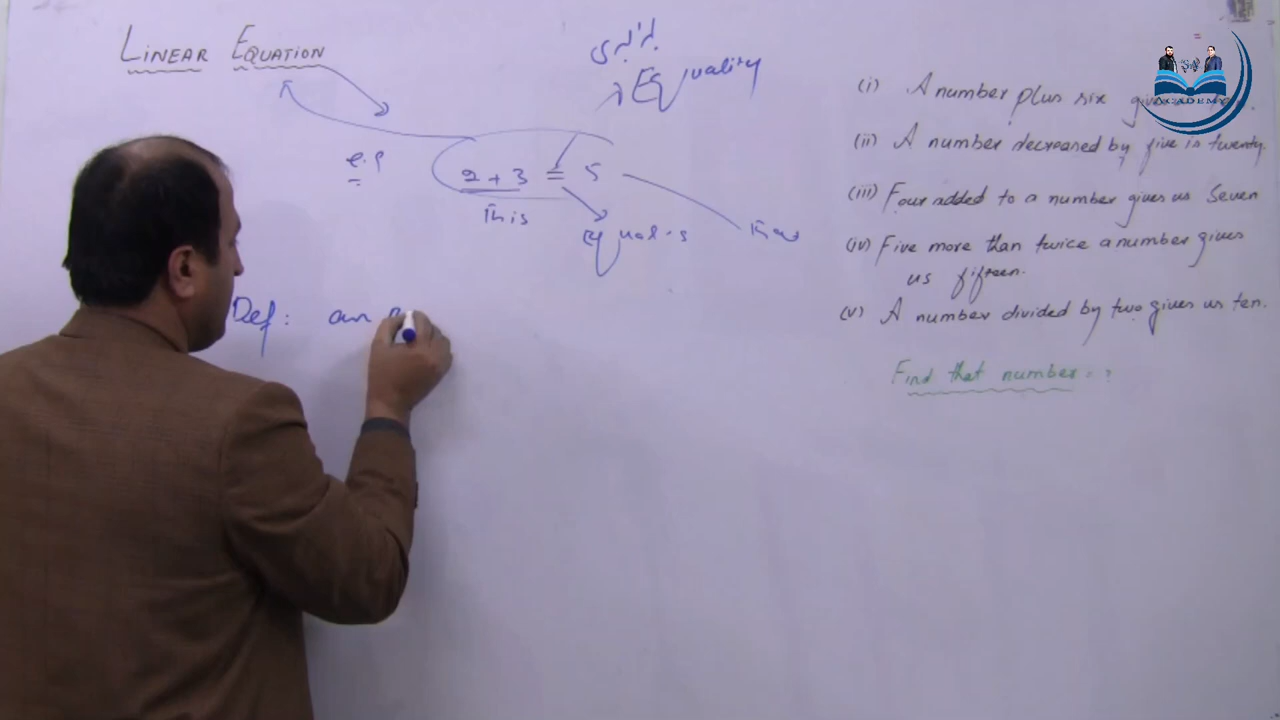 LINEAR EQUATION
Equality
e.g
2 + 3 = 5
This
equal-s
Def: an
(i) A number plus six
(ii) A number decreased by five is twenty.
(iii) Four added to a number gives us Seven
(iv) Five more than twice a number gives
us fifteen.
(v) A number divided by two gives us ten.
Find that number. ?
ACADEMY